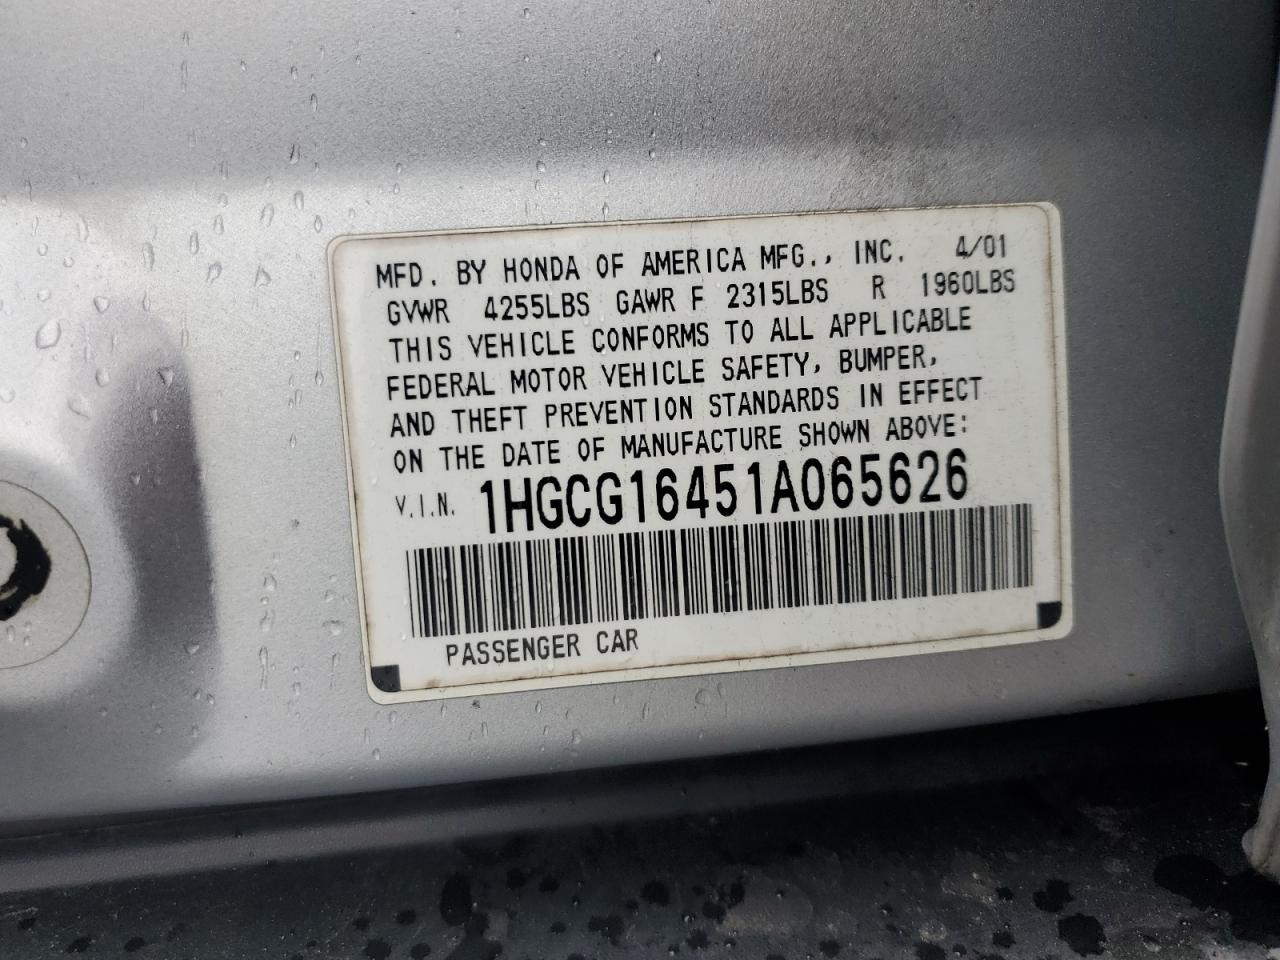 MFD. BY HONDA OF AMERICA MFG., INC. 4/01
GVWR 4255LBS GAWR F 2315LBS R 1960LBS
THIS VEHICLE CONFORMS TO ALL APPLICABLE
FEDERAL MOTOR VEHICLE SAFETY, BUMPER,
AND THEFT PREVENTION STANDARDS IN EFFECT
ON THE DATE OF MANUFACTURE SHOWN ABOVE:
V.I.N. 1HGCG16451A065626
PASSENGER CAR